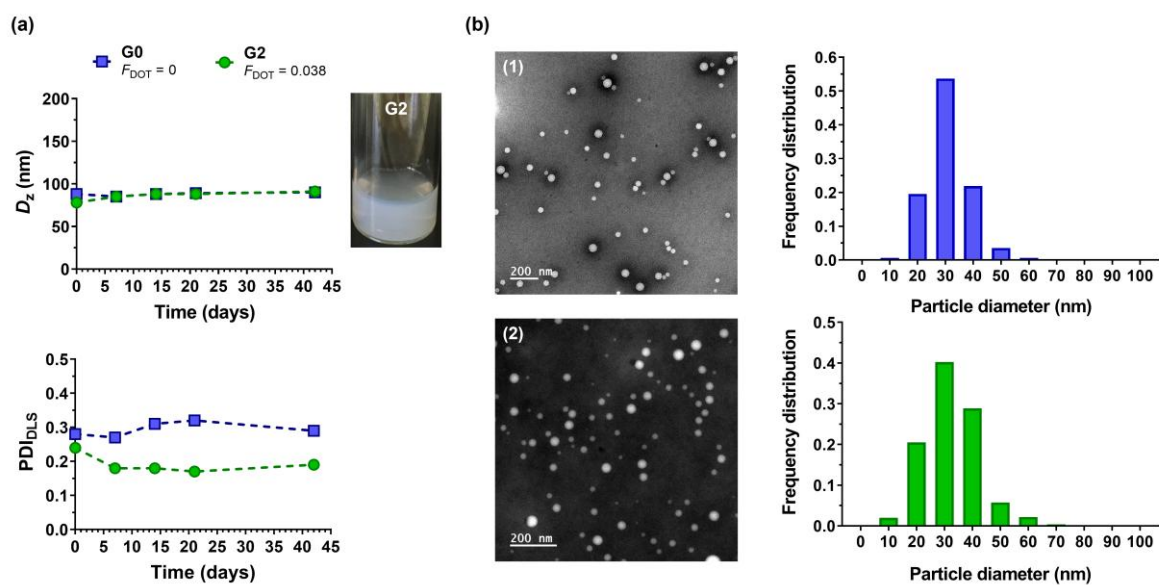 (a)
G0
F_DOT = 0
G2
F_DOT = 0.038
200
150
100
50
0
D_z (nm)
0 5 10 15 20 25 30 35 40 45
Time (days)
G2
0.5
0.4
0.3
0.2
0.1
0.0
PDI_DLS
0 5 10 15 20 25 30 35 40 45
Time (days)
(b)
(1)
200 nm
0.6
0.5
0.4
0.3
0.2
0.1
0.0
Frequency distribution
0 10 20 30 40 50 60 70 80 90 100
Particle diameter (nm)
(2)
200 nm
0.5
0.4
0.3
0.2
0.1
0.0
Frequency distribution
0 10 20 30 40 50 60 70 80 90 100
Particle diameter (nm)